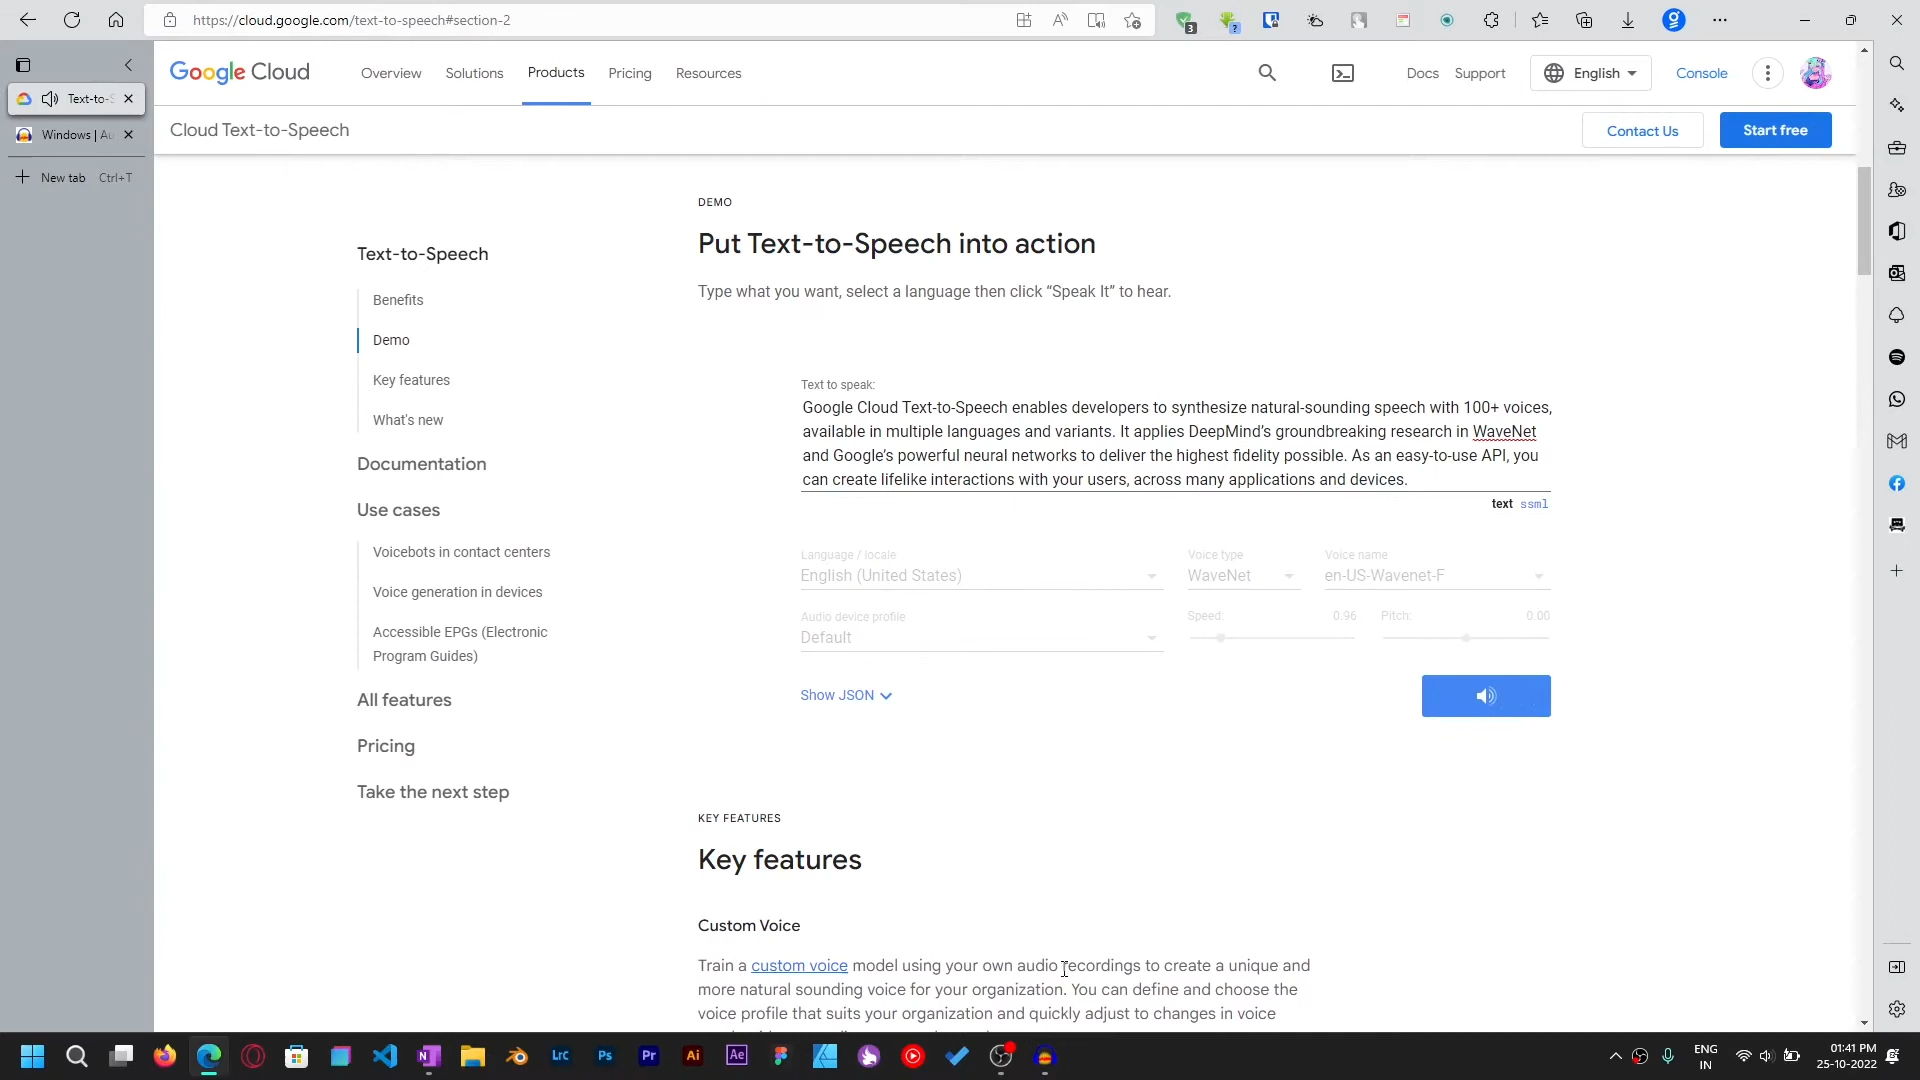 https://cloud.google.com/text-to-speech#section-2
3
?
Text-to-S
Windows | Au
New tab Ctrl+T
Google Cloud
Overview
Solutions
Products
Pricing
Resources
Docs
Support
English
Console
Cloud Text-to-Speech
Contact Us
Start free
Text-to-Speech
Benefits
Demo
Key features
What's new
Documentation
Use cases
Voicebots in contact centers
Voice generation in devices
Accessible EPGs (Electronic
Program Guides)
All features
Pricing
Take the next step
DEMO
Put Text-to-Speech into action
Type what you want, select a language then click “Speak It” to hear.
Text to speak:
Google Cloud Text-to-Speech enables developers to synthesize natural-sounding speech with 100+ voices,
available in multiple languages and variants. It applies DeepMind’s groundbreaking research in WaveNet
and Google’s powerful neural networks to deliver the highest fidelity possible. As an easy-to-use API, you
can create lifelike interactions with your users, across many applications and devices.
text ssml
Language / locale
English (United States)
Voice type
WaveNet
Voice name
en-US-Wavenet-F
Audio device profile
Default
Speed: 0.96
Pitch: 0.00
Show JSON
KEY FEATURES
Key features
Custom Voice
Train a custom voice model using your own audio recordings to create a unique and
more natural sounding voice for your organization. You can define and choose the
voice profile that suits your organization and quickly adjust to changes in voice
Lrc
Ps
Pr
Ai
Ae
ENG
IN
01:41 PM
25-10-2022